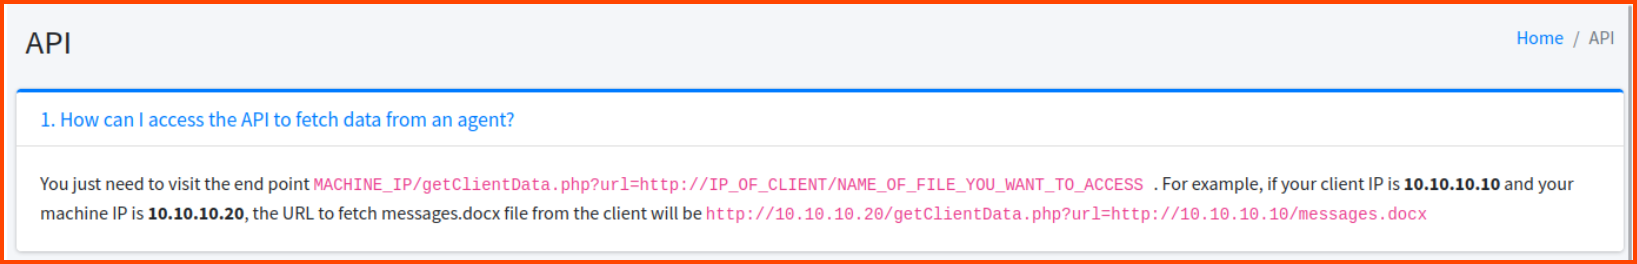 API
Home / API
1. How can I access the API to fetch data from an agent?
You just need to visit the end point MACHINE_IP/getClientData.php?url=http://IP_OF_CLIENT/NAME_OF_FILE_YOU_WANT_TO_ACCESS . For example, if your client IP is 10.10.10.10 and your
machine IP is 10.10.10.20, the URL to fetch messages.docx file from the client will be http://10.10.10.20/getClientData.php?url=http://10.10.10.10/messages.docx